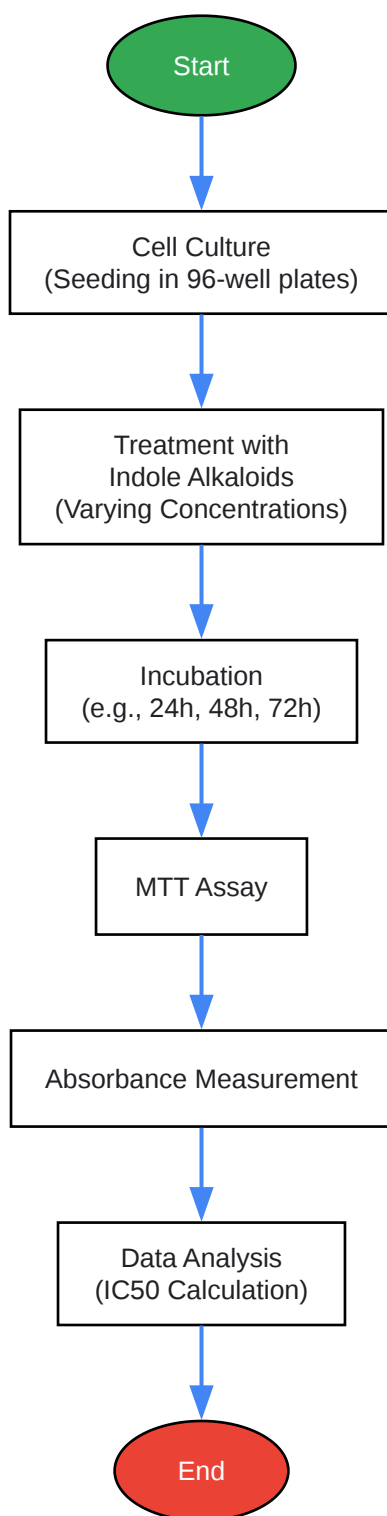 Start
Cell Culture
(Seeding in 96-well plates)
Treatment with
Indole Alkaloids
(Varying Concentrations)
Incubation
(e.g., 24h, 48h, 72h)
MTT Assay
Absorbance Measurement
Data Analysis
(IC50 Calculation)
End